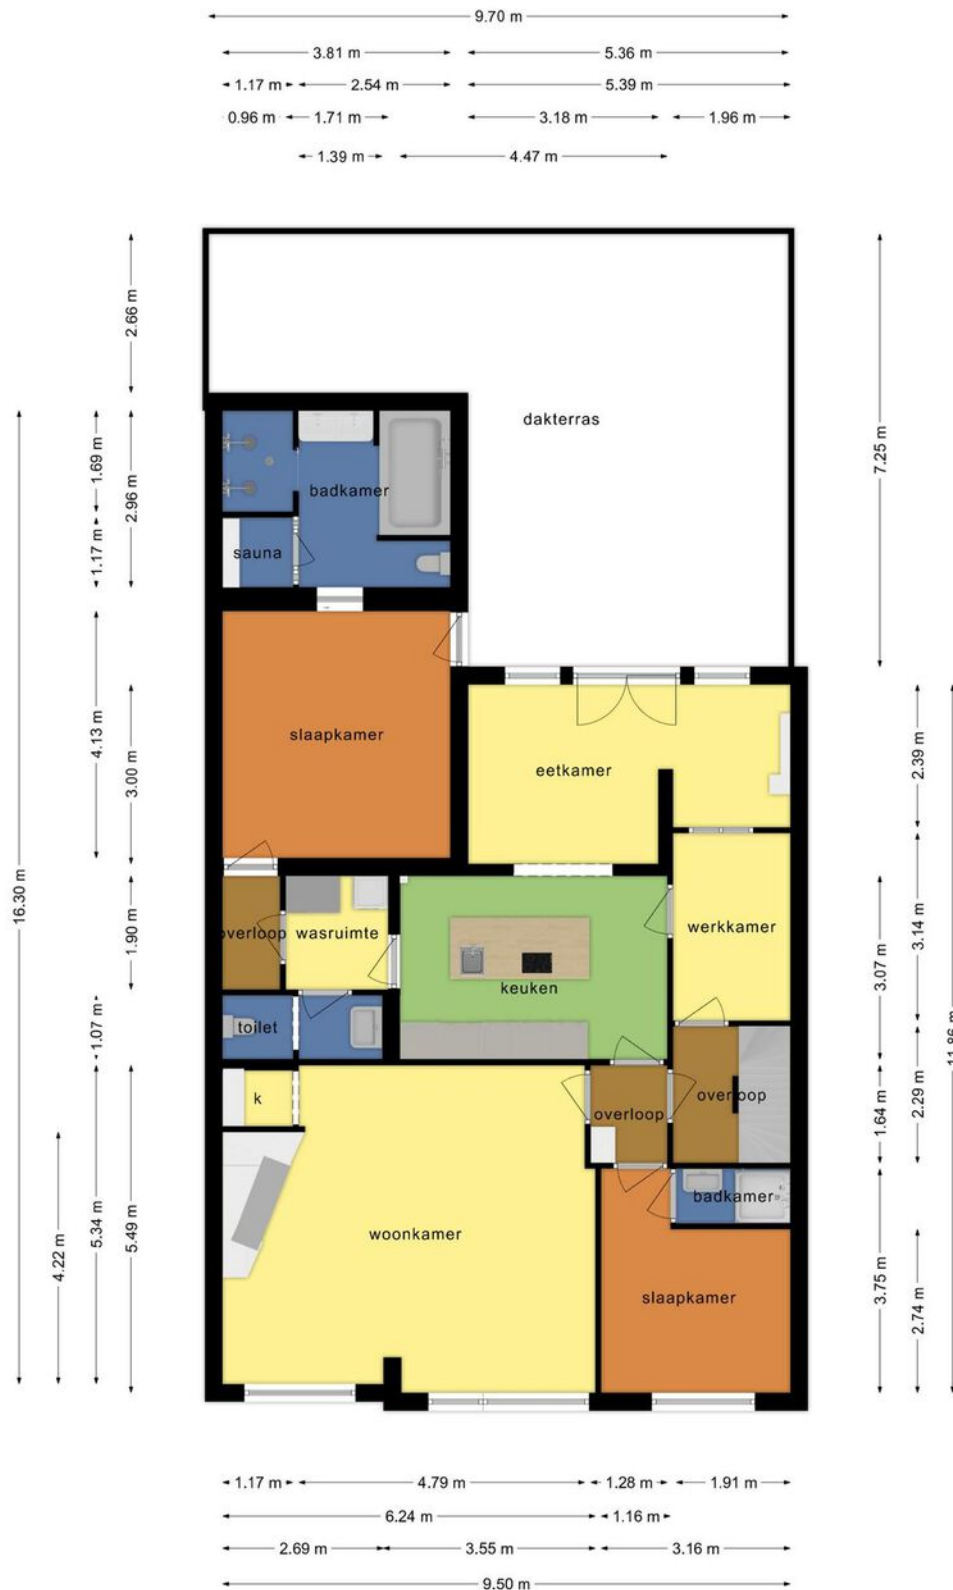 9.70 m
3.81 m 5.36 m
1.17 m 2.54 m 5.39 m
0.96 m 1.71 m 3.18 m 1.96 m
1.39 m 4.47 m
2.66 m
7.25 m
dakterras
1.69 m
2.96 m
badkamer
sauna
1.17 m
4.13 m
3.00 m
slaapkamer
eetkamer
2.39 m
16.30 m
1.90 m
overloop
wasruimte
werkkamer
3.14 m
3.07 m
keuken
toilet
1.07 m
11.86 m
k
overloop
overloop
1.64 m
2.29 m
badkamer
woonkamer
4.22 m
5.34 m
5.49 m
slaapkamer
3.75 m
2.74 m
1.17 m 4.79 m 1.28 m 1.91 m
6.24 m 1.16 m
2.69 m 3.55 m 3.16 m
9.50 m